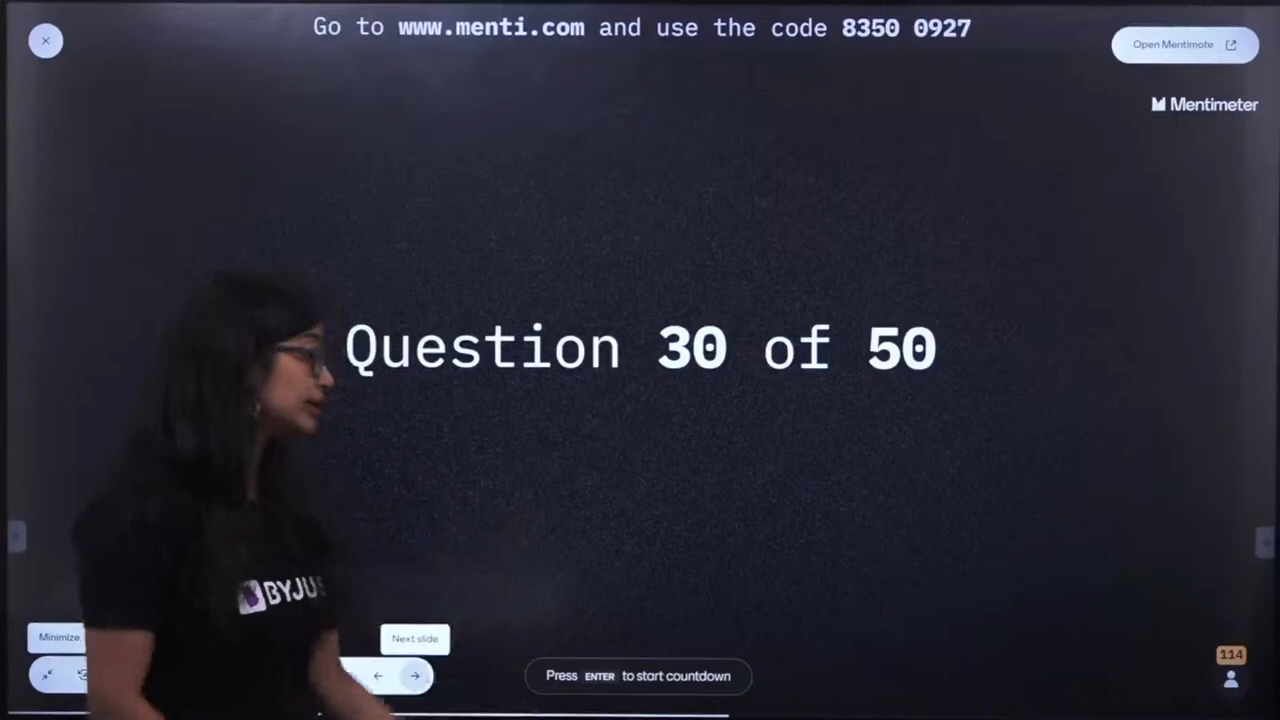 Go to www.menti.com and use the code 8350 0927
Open Mentimote
Mentimeter
Question 30 of 50
BYJU'S
Minimize
Next slide
Press ENTER to start countdown
114